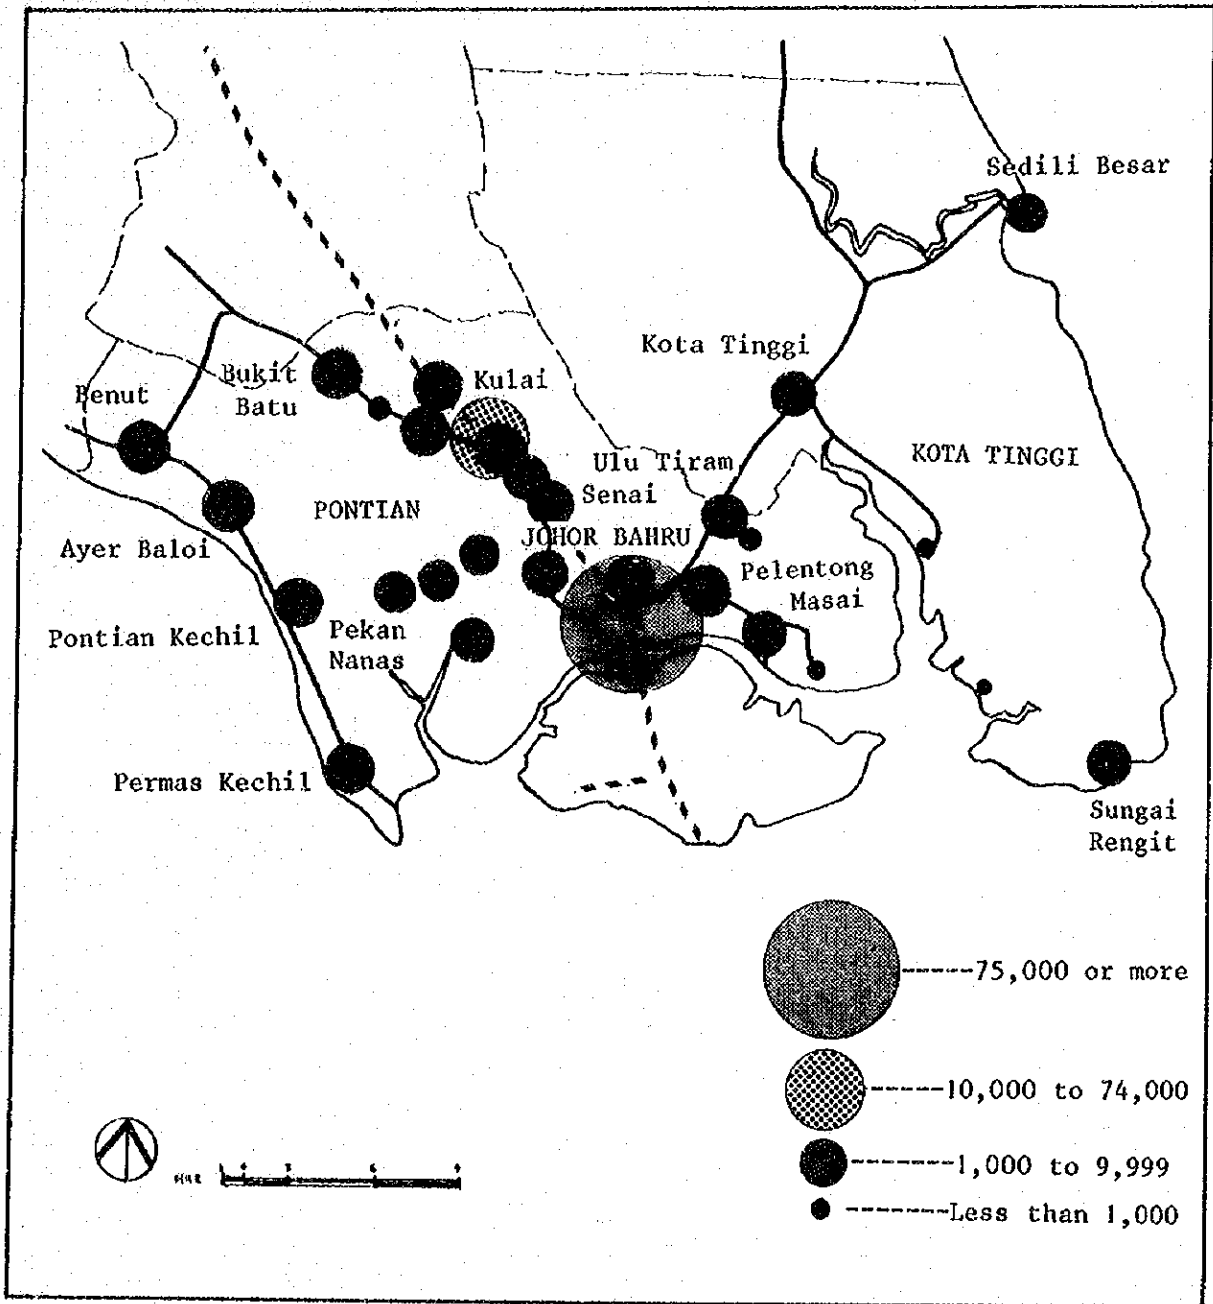 Sedili Besar
Kota Tinggi
Bukit
Batu
Kulai
Benut
KOTA TINGGI
Ulu Tiram
Senai
PONTIAN
JOHOR BAHRU
Ayer Baloi
Pelentong
Masai
Pontian Kechil
Pekan
Nanas
Permas Kechil
Sungai
Rengit
75,000 or more
10,000 to 74,000
1,000 to 9,999
Less than 1,000